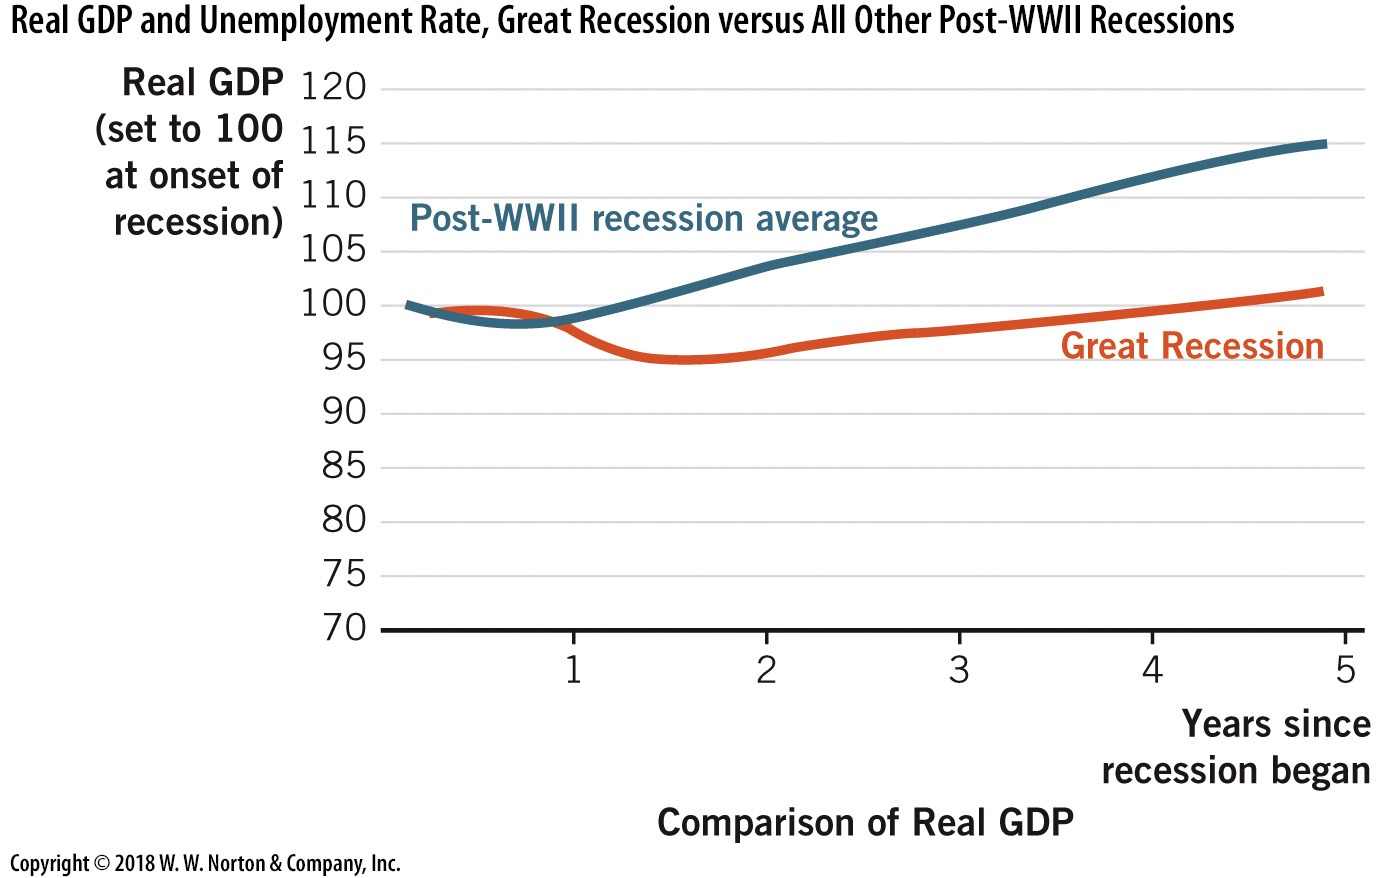 Real GDP and Unemployment Rate, Great Recession versus All Other Post-WWII Recessions
Real GDP
(set to 100
at onset of
recession)
120
115
110
105
100
95
90
85
80
75
70
Post-WWII recession average
Great Recession
1 2 3 4 5
Years since
recession began
Comparison of Real GDP
Copyright © 2018 W. W. Norton & Company, Inc.